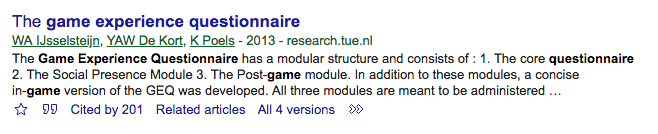 The game experience questionnaire
WA IJsselsteijn, YAW De Kort, K Poels - 2013 - research.tue.nl
The Game Experience Questionnaire has a modular structure and consists of : 1. The core questionnaire
2. The Social Presence Module 3. The Post-game module. In addition to these modules, a concise
in-game version of the GEQ was developed. All three modules are meant to be administered …
Cited by 201 Related articles All 4 versions